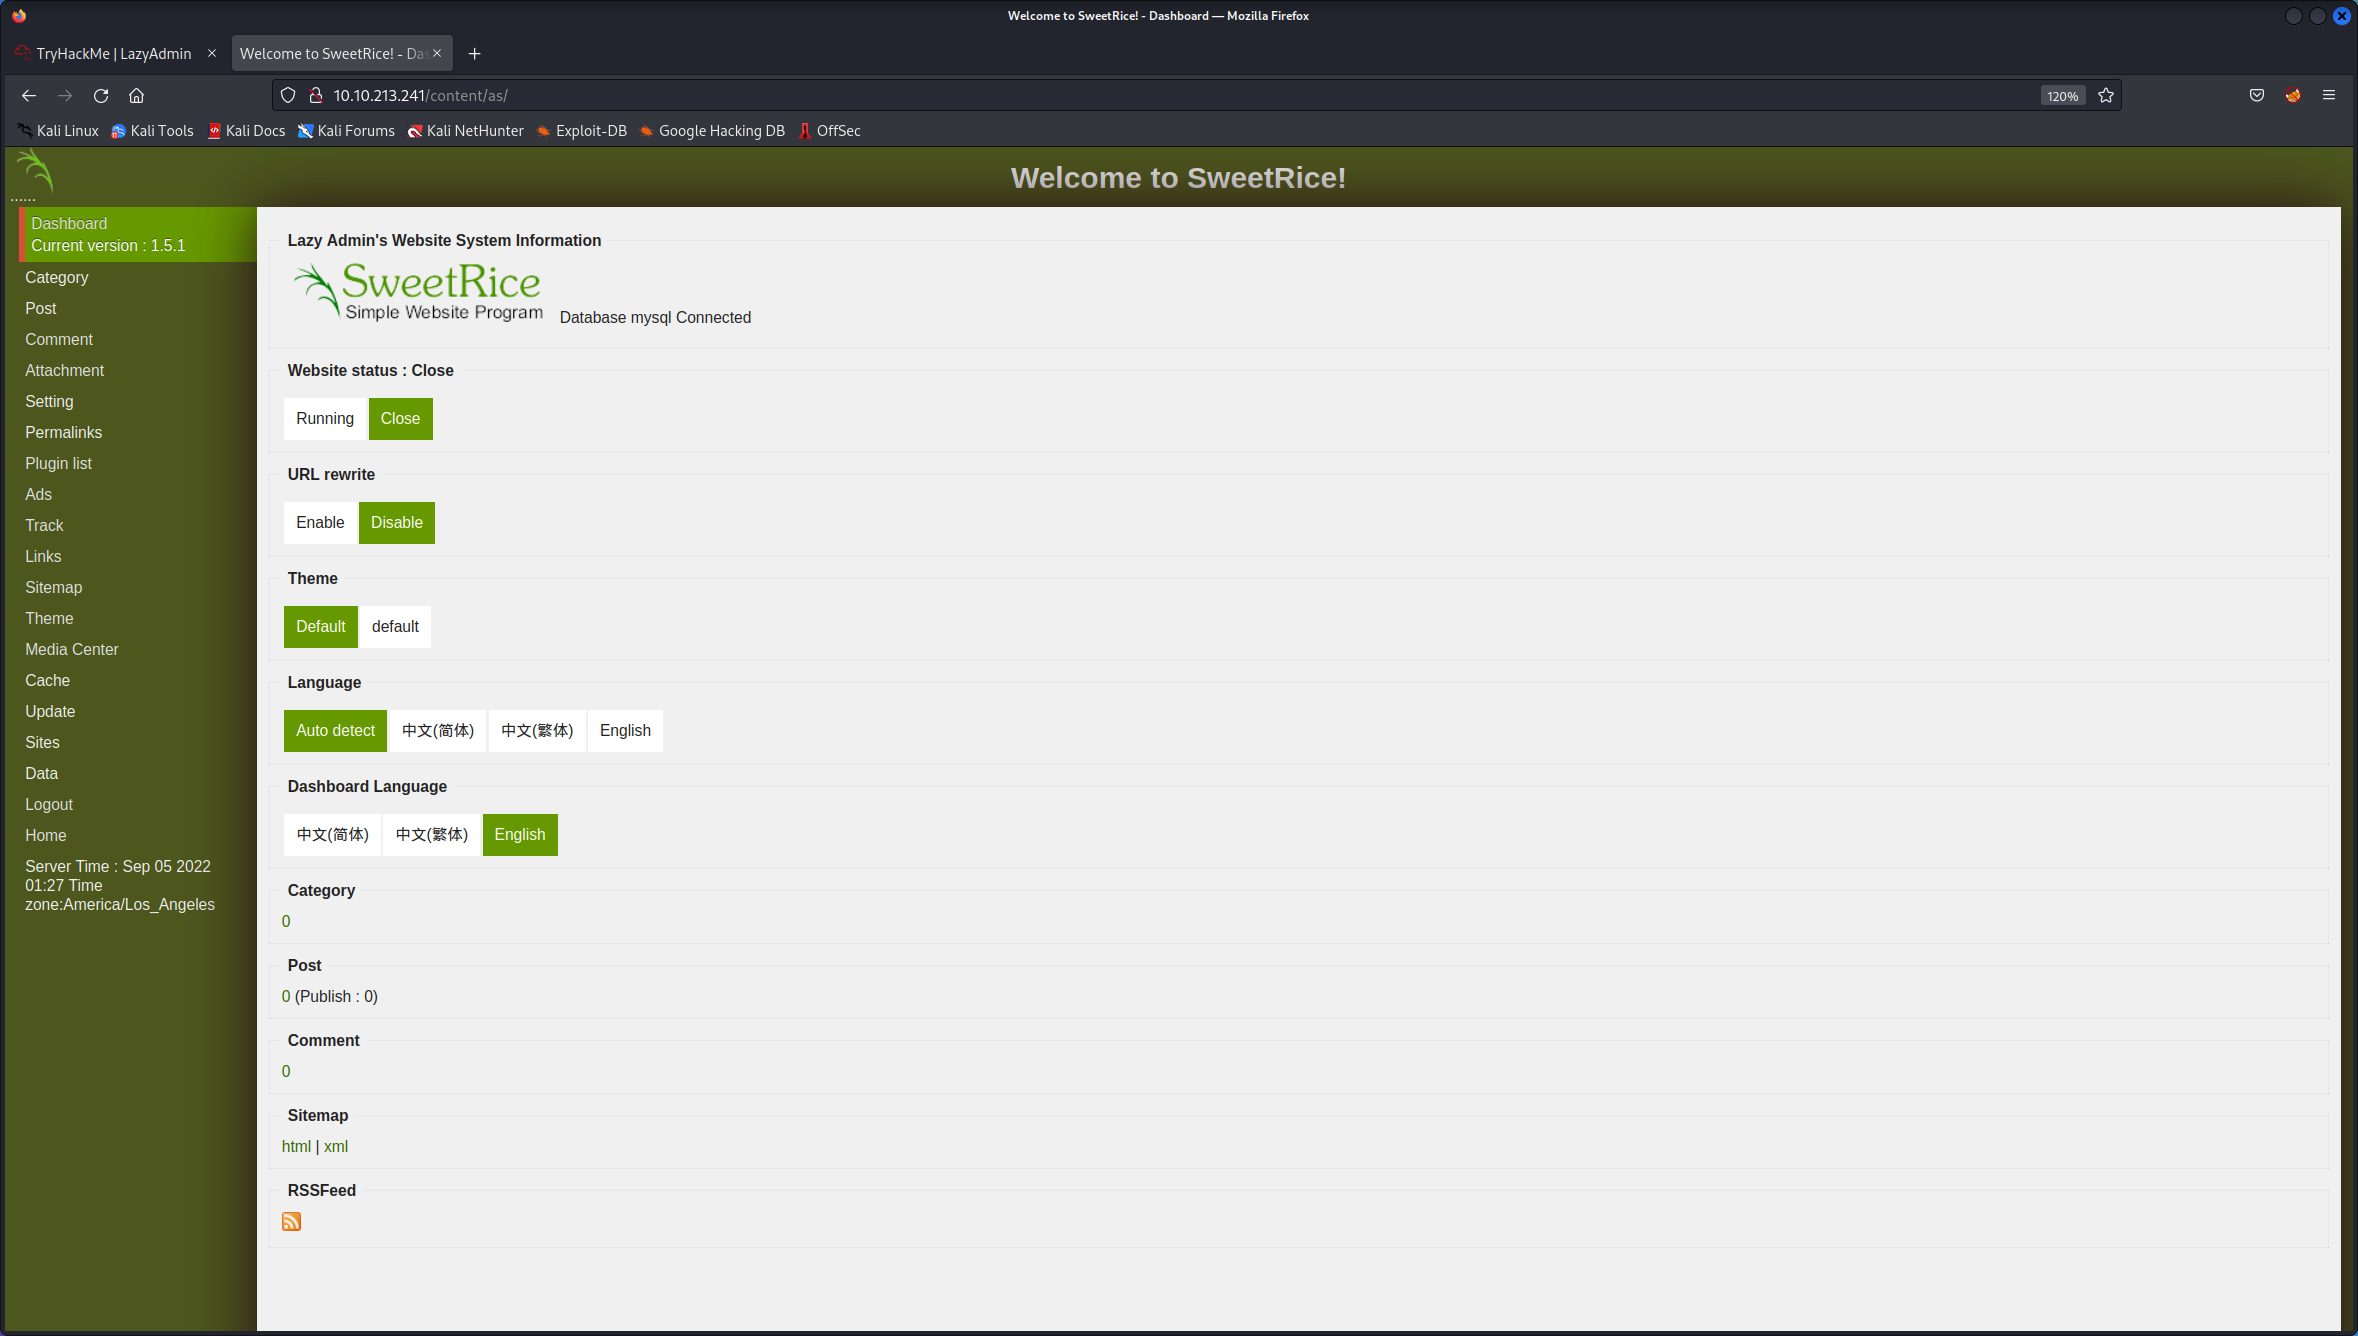 Welcome to SweetRice! - Dashboard — Mozilla Firefox
TryHackMe | LazyAdmin
Welcome to SweetRice! - Das
10.10.213.241/content/as/
120%
Kali Linux Kali Tools Kali Docs Kali Forums Kali NetHunter Exploit-DB Google Hacking DB OffSec
Welcome to SweetRice!
......
Dashboard
Current version : 1.5.1
Category
Post
Comment
Attachment
Setting
Permalinks
Plugin list
Ads
Track
Links
Sitemap
Theme
Media Center
Cache
Update
Sites
Data
Logout
Home
Server Time : Sep 05 2022
01:27 Time
zone:America/Los_Angeles
Lazy Admin's Website System Information
SweetRice
Simple Website Program
Database mysql Connected
Website status : Close
Running Close
URL rewrite
Enable Disable
Theme
Default default
Language
Auto detect 中文(简体) 中文(繁体) English
Dashboard Language
中文(简体) 中文(繁体) English
Category
0
Post
0 (Publish : 0)
Comment
0
Sitemap
html | xml
RSSFeed